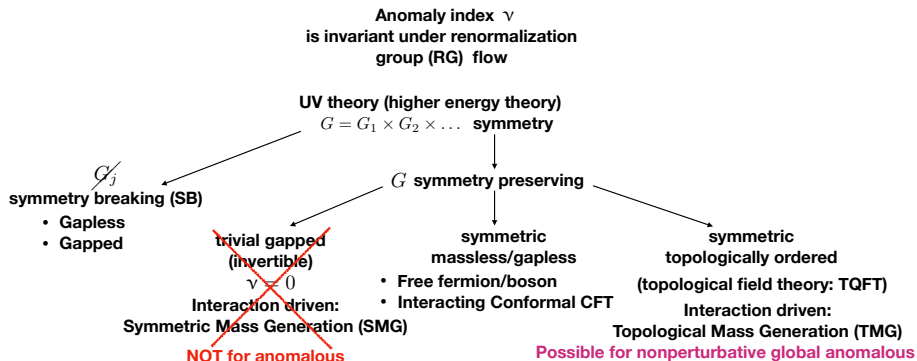 Anomaly index ν
is invariant under renormalization
group (RG) flow
UV theory (higher energy theory)
G = G₁ × G₂ × … symmetry
G_j
symmetry breaking (SB)
• Gapless
• Gapped
G symmetry preserving
trivial gapped
(invertible)
ν = 0
Interaction driven:
Symmetric Mass Generation (SMG)
NOT for anomalous
symmetric
massless/gapless
• Free fermion/boson
• Interacting Conformal CFT
symmetric
topologically ordered
(topological field theory: TQFT)
Interaction driven:
Topological Mass Generation (TMG)
Possible for nonperturbative global anomalous